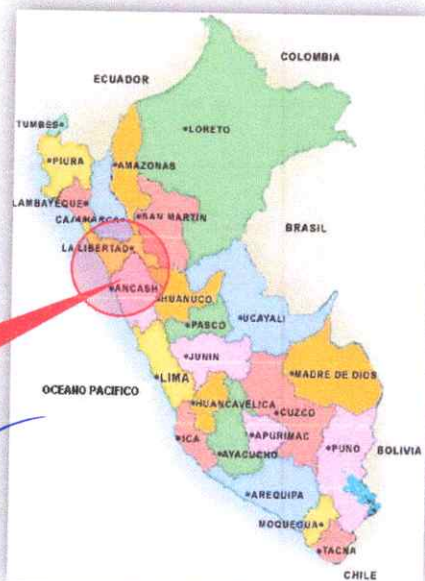 COLOMBIA
ECUADOR
TUMBES
LORETO
PIURA
AMAZONAS
LAMBAYEQUE
CAJAMARCA
SAN MARTIN
BRASIL
LA LIBERTAD
ANCASH
HUANUCO
UCAYALI
PASCO
JUNIN
OCEANO PACIFICO
LIMA
MADRE DE DIOS
HUANCAVELICA
CUZCO
ICA
APURIMAC
PUNO
BOLIVIA
AYACUCHO
AREQUIPA
MOQUEGUA
TACNA
CHILE